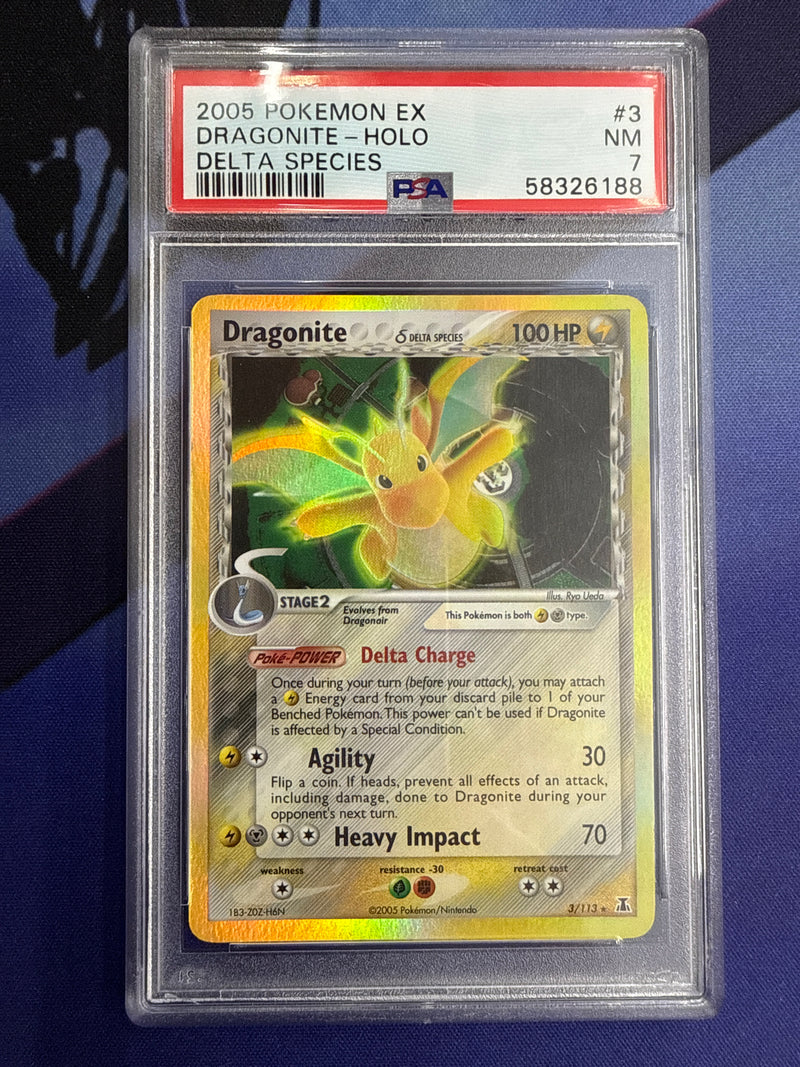 2005 POKEMON EX #3
DRAGONITE - HOLO NM
DELTA SPECIES 7
PSA 58326188
Dragonite δ DELTA SPECIES 100 HP
Illus. Ryo Ueda
STAGE 2 Evolves from
Dragonair
This Pokémon is both type.
Poké-POWER Delta Charge
Once during your turn (before your attack), you may attach
a Energy card from your discard pile to 1 of your
Benched Pokémon. This power can't be used if Dragonite
is affected by a Special Condition.
Agility 30
Flip a coin. If heads, prevent all effects of an attack,
including damage, done to Dragonite during your
opponent's next turn.
Heavy Impact 70
weakness resistance -30 retreat cost
1B3-Z0Z-H6N ©2005 Pokémon/Nintendo 3/113 ★